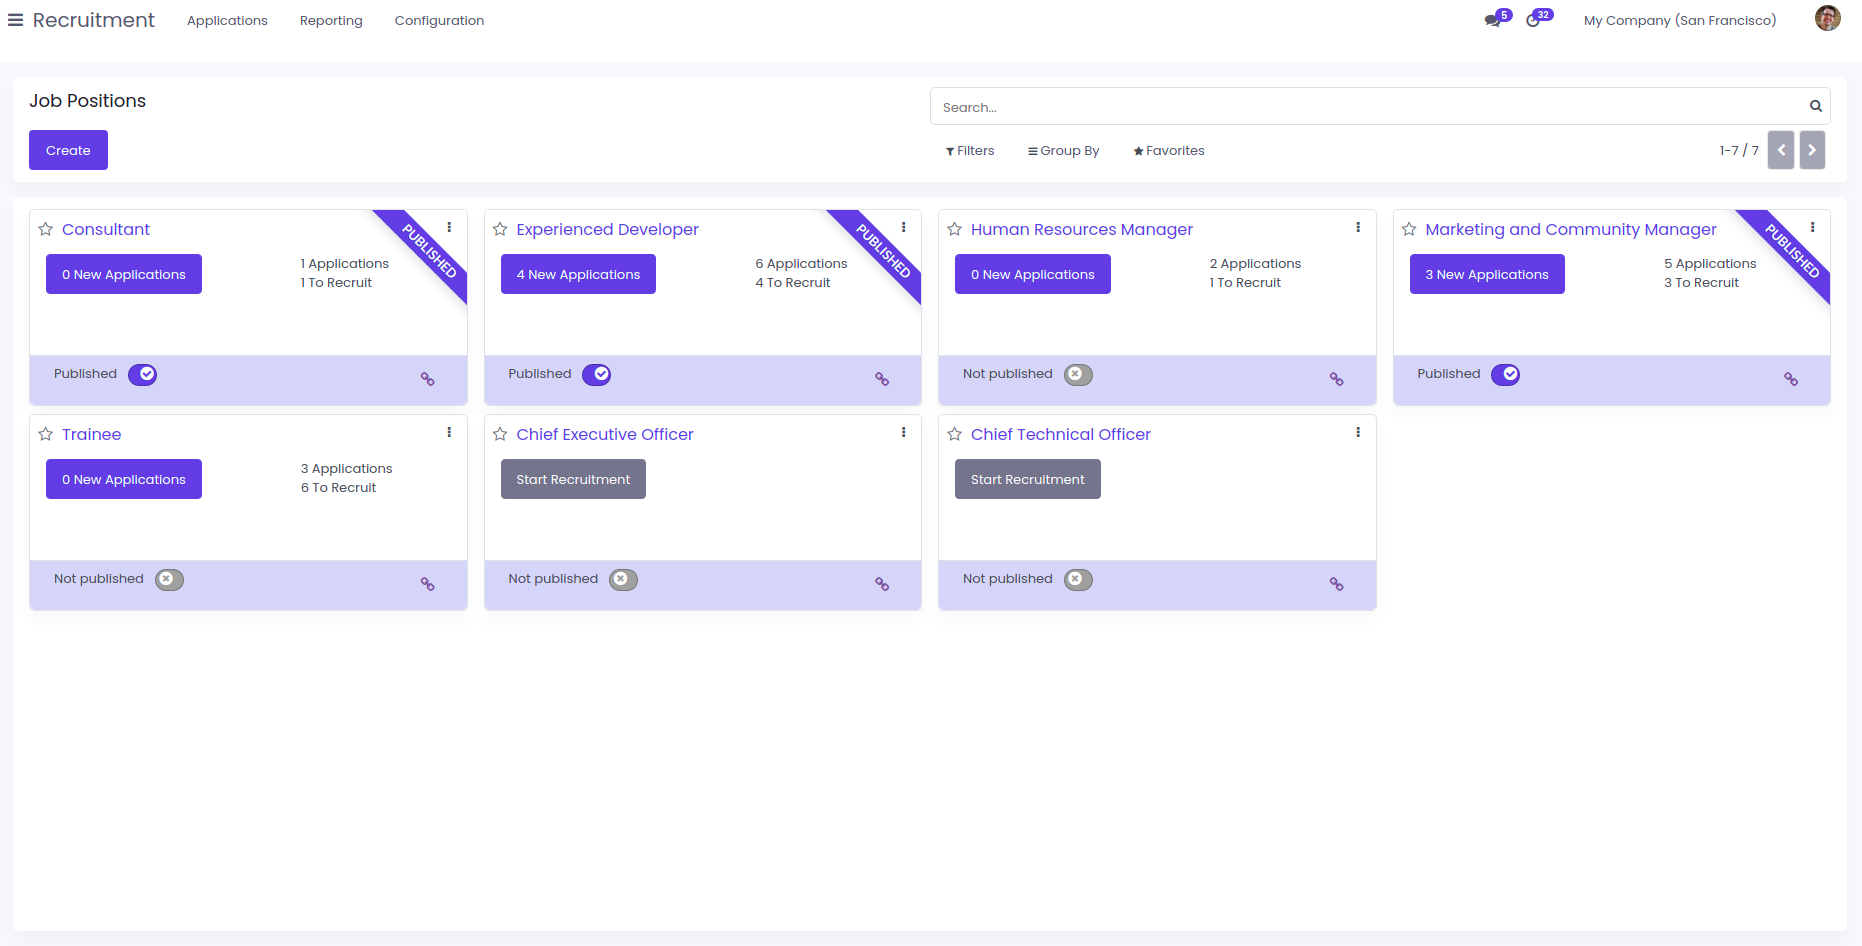 Recruitment Applications Reporting Configuration 5 32 My Company (San Francisco)
Job Positions
Search...
Create
Filters Group By Favorites 1-7 / 7
Consultant
PUBLISHED
0 New Applications
1 Applications
1 To Recruit
Published
Experienced Developer
PUBLISHED
4 New Applications
6 Applications
4 To Recruit
Published
Human Resources Manager
0 New Applications
2 Applications
1 To Recruit
Not published
Marketing and Community Manager
PUBLISHED
3 New Applications
5 Applications
3 To Recruit
Published
Trainee
0 New Applications
3 Applications
6 To Recruit
Not published
Chief Executive Officer
Start Recruitment
Not published
Chief Technical Officer
Start Recruitment
Not published